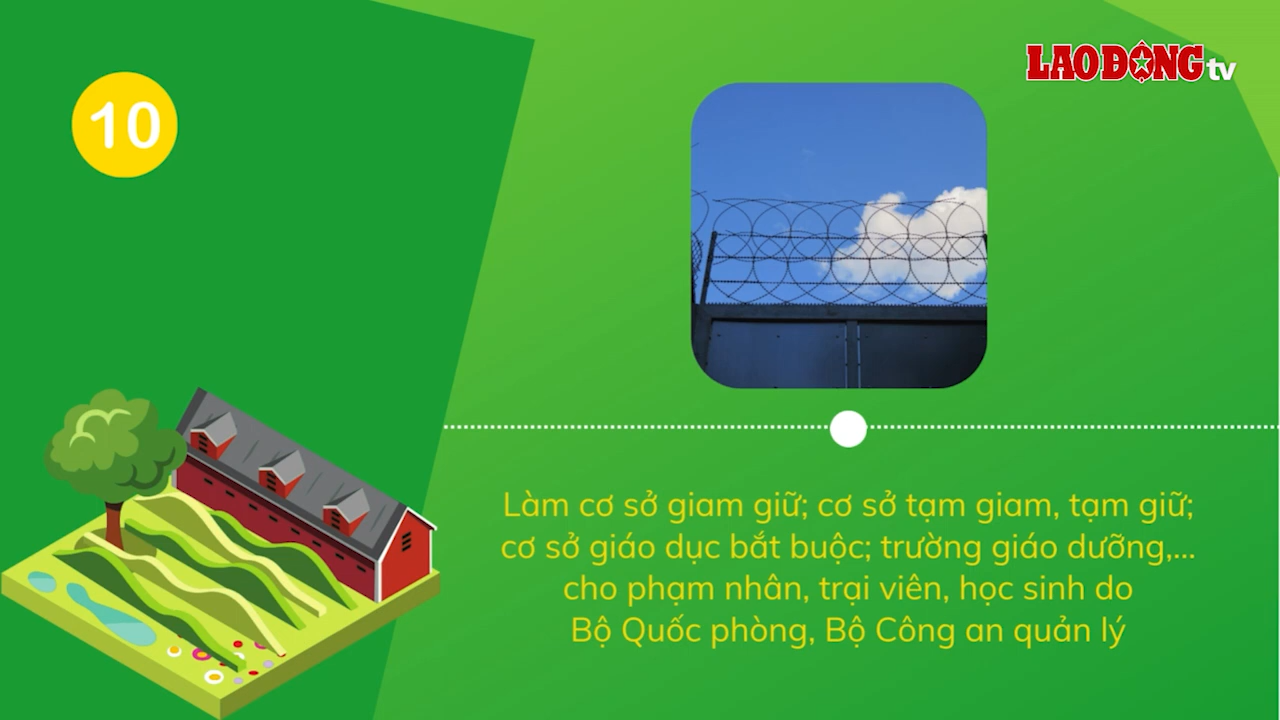 LAO ĐỘNG tv
10
Làm cơ sở giam giữ; cơ sở tạm giam, tạm giữ;
cơ sở giáo dục bắt buộc; trường giáo dưỡng,...
cho phạm nhân, trại viên, học sinh do
Bộ Quốc phòng, Bộ Công an quản lý